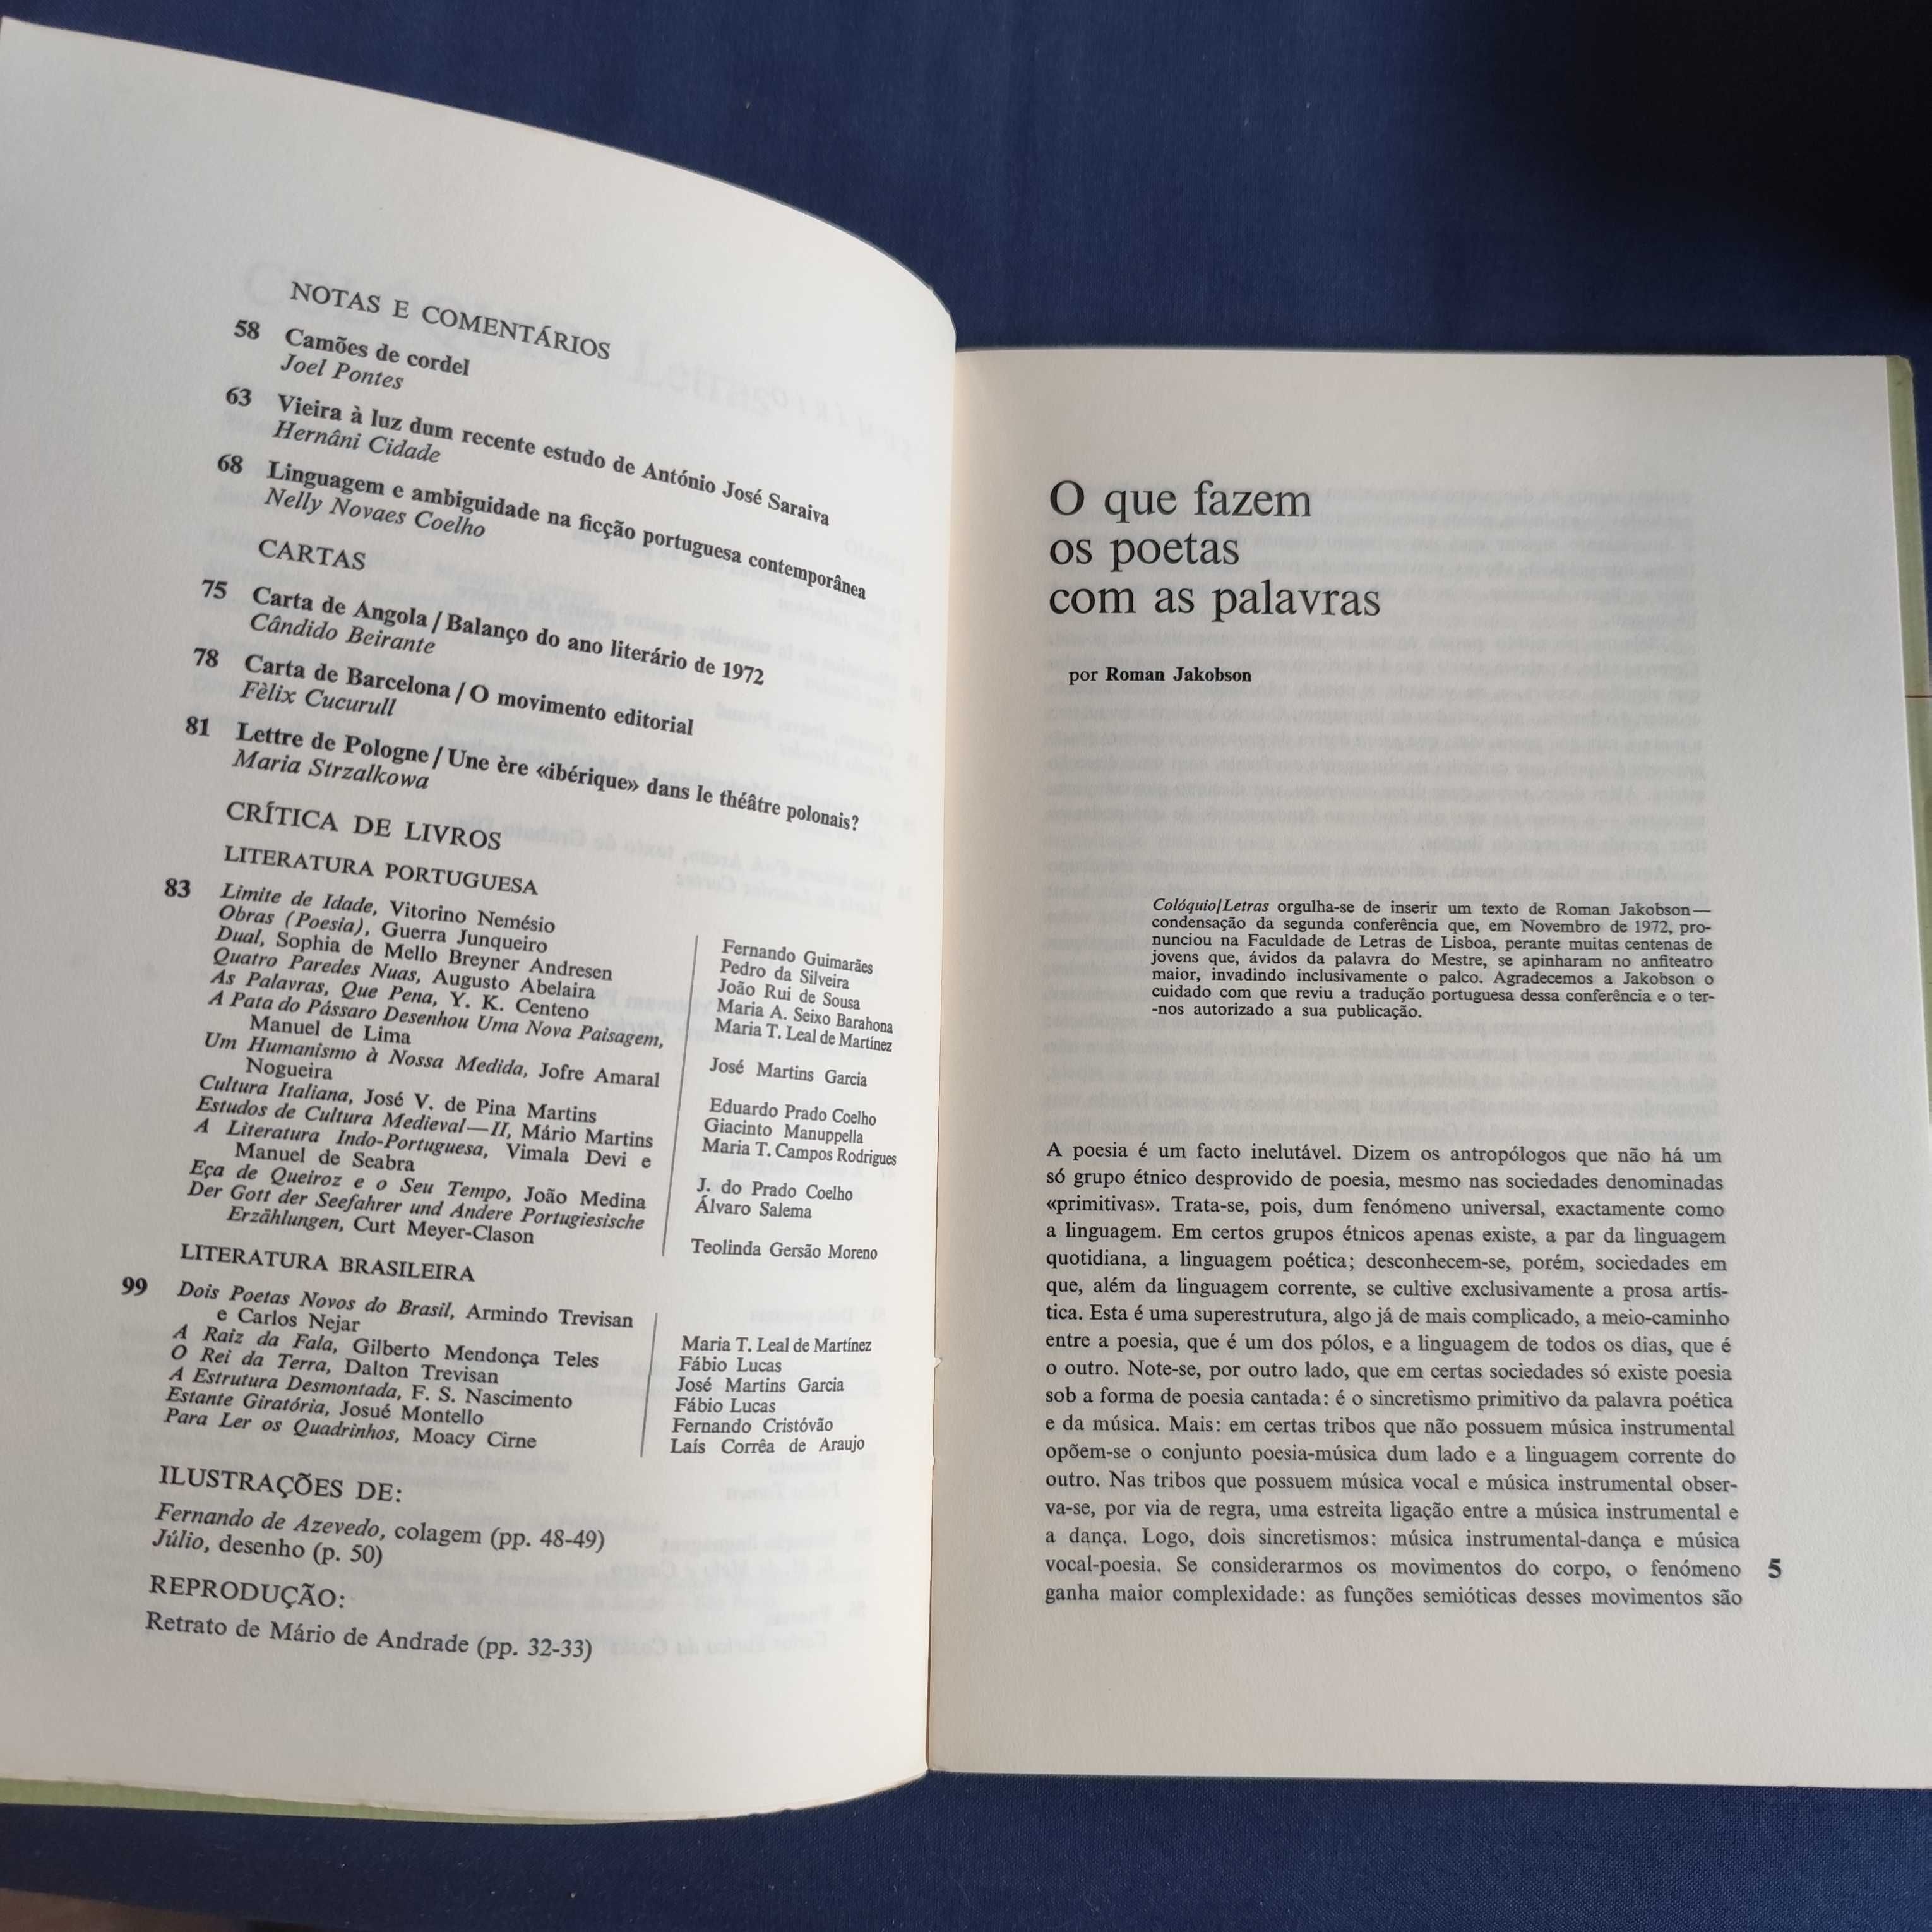 NOTAS E COMENTÁRIOS
58 Camões de cordel
Joel Pontes
63 Vieira à luz dum recente estudo de António José Saraiva
Hernâni Cidade
68 Linguagem e ambiguidade na ficção portuguesa contemporânea
Nelly Novaes Coelho
CARTAS
75 Carta de Angola / Balanço do ano literário de 1972
Cândido Beirante
78 Carta de Barcelona / O movimento editorial
Fèlix Cucurull
81 Lettre de Pologne / Une ère «ibérique» dans le théâtre polonais?
Maria Strzalkowa
CRÍTICA DE LIVROS
LITERATURA PORTUGUESA
83 Limite de Idade, Vitorino Nemésio
Obras (Poesia), Guerra Junqueiro
Dual, Sophia de Mello Breyner Andresen
Quatro Paredes Nuas, Augusto Abelaira
As Palavras, Que Pena, Y. K. Centeno
A Pata do Pássaro Desenhou Uma Nova Paisagem,
Manuel de Lima
Um Humanismo à Nossa Medida, Jofre Amaral
Nogueira
Cultura Italiana, José V. de Pina Martins
Estudos de Cultura Medieval—II, Mário Martins
A Literatura Indo-Portuguesa, Vimala Devi e
Manuel de Seabra
Eça de Queiroz e o Seu Tempo, João Medina
Der Gott der Seefahrer und Andere Portugiesische
Erzählungen, Curt Meyer-Clason
Fernando Guimarães
Pedro da Silveira
João Rui de Sousa
Maria A. Seixo Barahona
Maria T. Leal de Martínez
José Martins Garcia
Eduardo Prado Coelho
Giacinto Manuppella
Maria T. Campos Rodrigues
J. do Prado Coelho
Álvaro Salema
Teolinda Gersão Moreno
LITERATURA BRASILEIRA
99 Dois Poetas Novos do Brasil, Armindo Trevisan
e Carlos Nejar
A Raiz da Fala, Gilberto Mendonça Teles
O Rei da Terra, Dalton Trevisan
A Estrutura Desmontada, F. S. Nascimento
Estante Giratória, Josué Montello
Para Ler os Quadrinhos, Moacy Cirne
Maria T. Leal de Martínez
Fábio Lucas
José Martins Garcia
Fábio Lucas
Fernando Cristóvão
Laís Corrêa de Araujo
ILUSTRAÇÕES DE:
Fernando de Azevedo, colagem (pp. 48-49)
Júlio, desenho (p. 50)
REPRODUÇÃO:
Retrato de Mário de Andrade (pp. 32-33)
O que fazem
os poetas
com as palavras
por Roman Jakobson
Colóquio/Letras orgulha-se de inserir um texto de Roman Jakobson—
condensação da segunda conferência que, em Novembro de 1972, pro-
nunciou na Faculdade de Letras de Lisboa, perante muitas centenas de
jovens que, ávidos da palavra do Mestre, se apinharam no anfiteatro
maior, invadindo inclusivamente o palco. Agradecemos a Jakobson o
cuidado com que reviu a tradução portuguesa dessa conferência e o ter-
-nos autorizado a sua publicação.
A poesia é um facto inelutável. Dizem os antropólogos que não há um
só grupo étnico desprovido de poesia, mesmo nas sociedades denominadas
«primitivas». Trata-se, pois, dum fenómeno universal, exactamente como
a linguagem. Em certos grupos étnicos apenas existe, a par da linguagem
quotidiana, a linguagem poética; desconhecem-se, porém, sociedades em
que, além da linguagem corrente, se cultive exclusivamente a prosa artís-
tica. Esta é uma superestrutura, algo já de mais complicado, a meio-caminho
entre a poesia, que é um dos pólos, e a linguagem de todos os dias, que é
o outro. Note-se, por outro lado, que em certas sociedades só existe poesia
sob a forma de poesia cantada: é o sincretismo primitivo da palavra poética
e da música. Mais: em certas tribos que não possuem música instrumental
opõem-se o conjunto poesia-música dum lado e a linguagem corrente do
outro. Nas tribos que possuem música vocal e música instrumental obser-
va-se, por via de regra, uma estreita ligação entre a música instrumental e
a dança. Logo, dois sincretismos: música instrumental-dança e música
vocal-poesia. Se considerarmos os movimentos do corpo, o fenómeno
ganha maior complexidade: as funções semióticas desses movimentos são
5